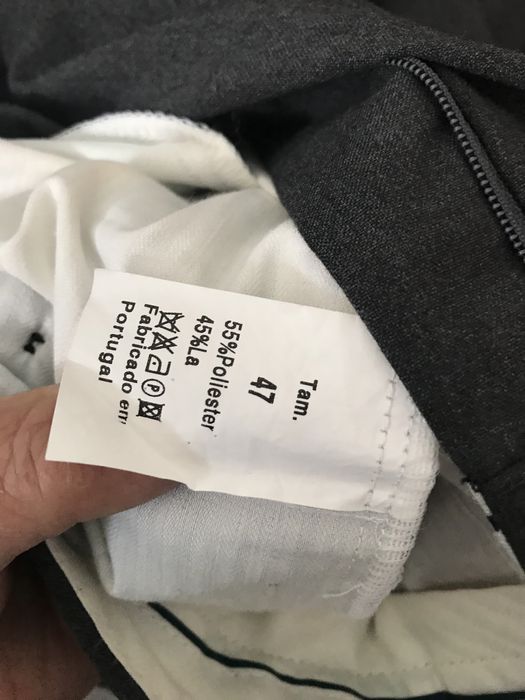 Tam.
47
55%Poliester
45%La
P
Fabricado em
Portugal